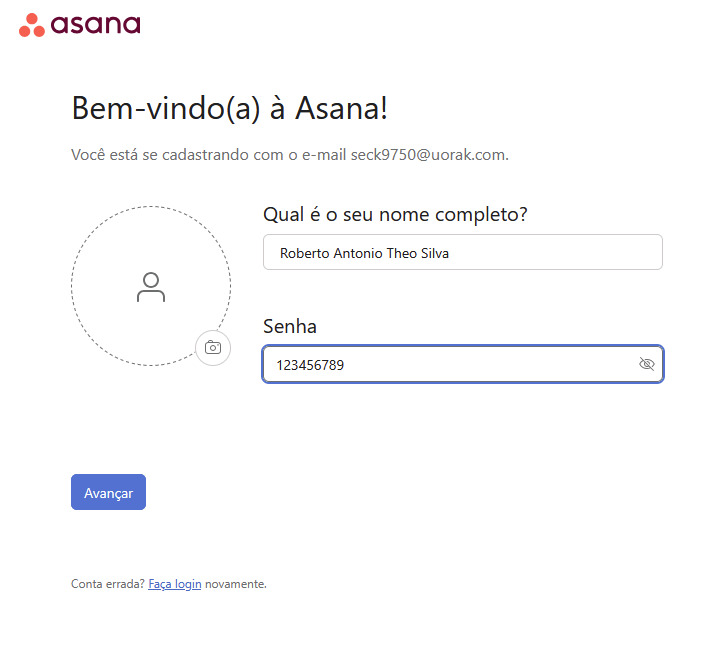 asana
Bem-vindo(a) à Asana!
Você está se cadastrando com o e-mail seck9750@uorak.com.
Qual é o seu nome completo?
Roberto Antonio Theo Silva
Senha
123456789
Avançar
Conta errada? Faça login novamente.